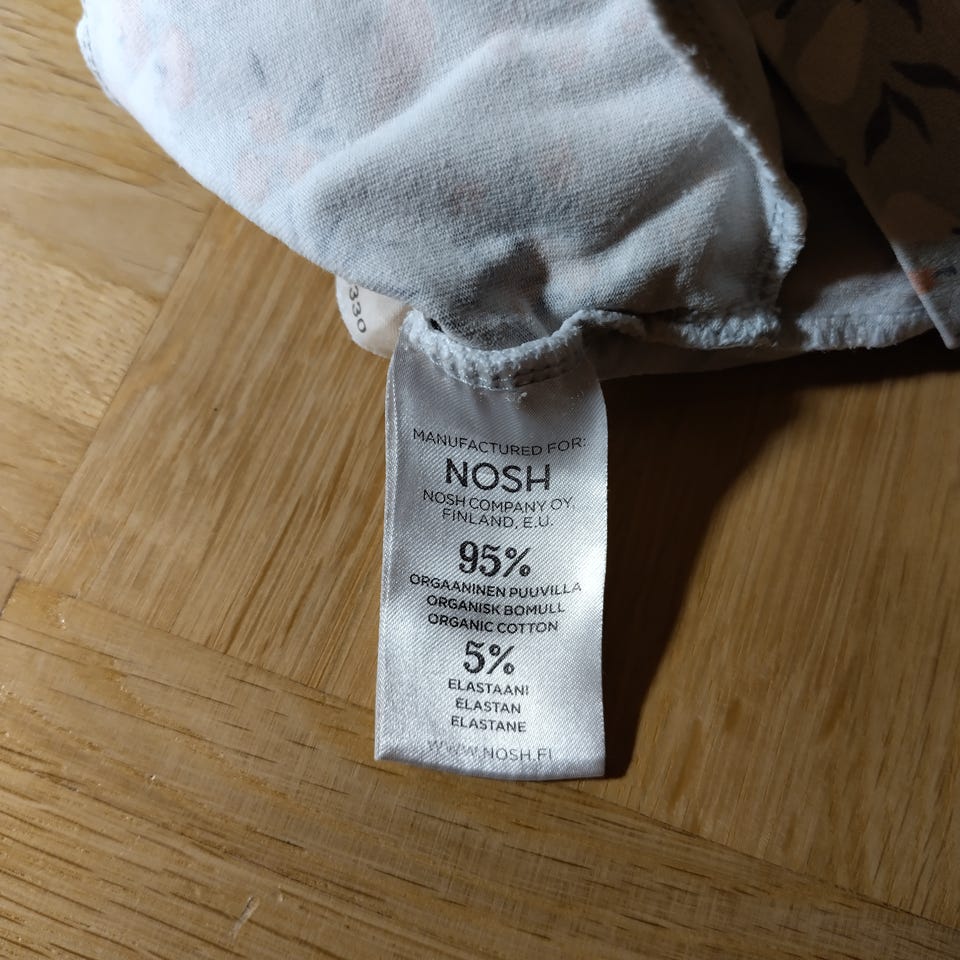 330
MANUFACTURED FOR:
NOSH
NOSH COMPANY OY,
FINLAND, E.U.
95%
ORGAANINEN PUUVILLA
ORGANISK BOMULL
ORGANIC COTTON
5%
ELASTAANI
ELASTAN
ELASTANE
WWW.NOSH.FI